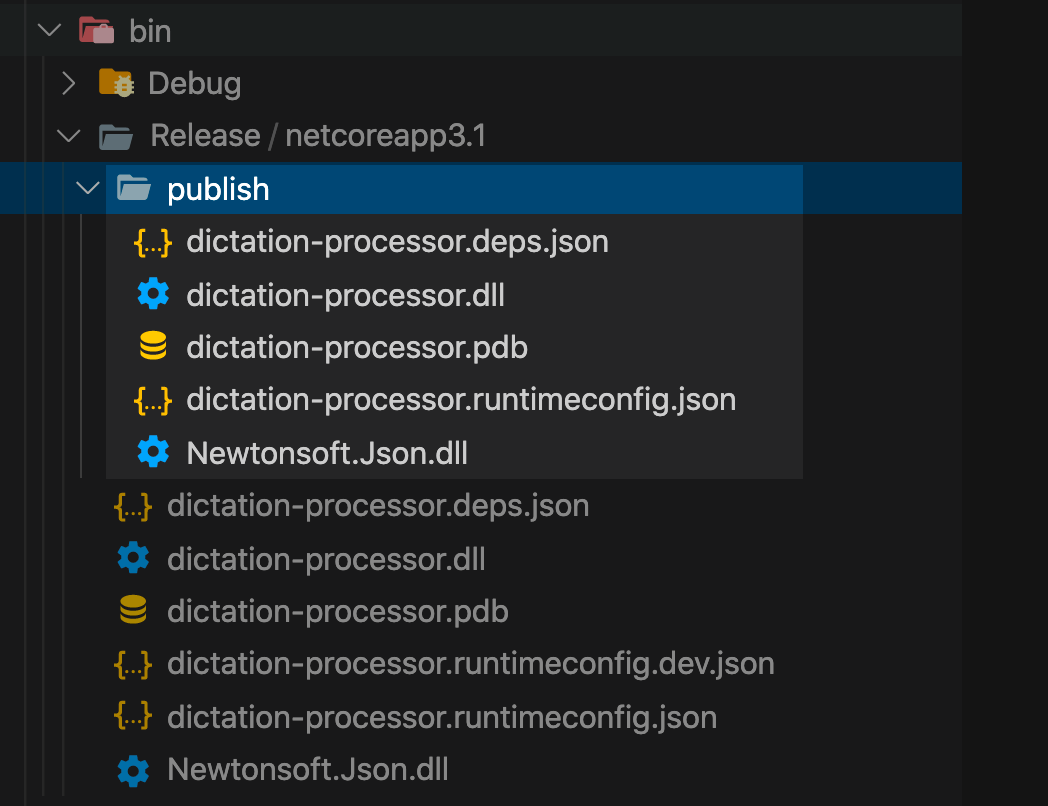 bin
Debug
Release / netcoreapp3.1
publish
{...} dictation-processor.deps.json
dictation-processor.dll
dictation-processor.pdb
{...} dictation-processor.runtimeconfig.json
Newtonsoft.Json.dll
{...} dictation-processor.deps.json
dictation-processor.dll
dictation-processor.pdb
{...} dictation-processor.runtimeconfig.dev.json
{...} dictation-processor.runtimeconfig.json
Newtonsoft.Json.dll